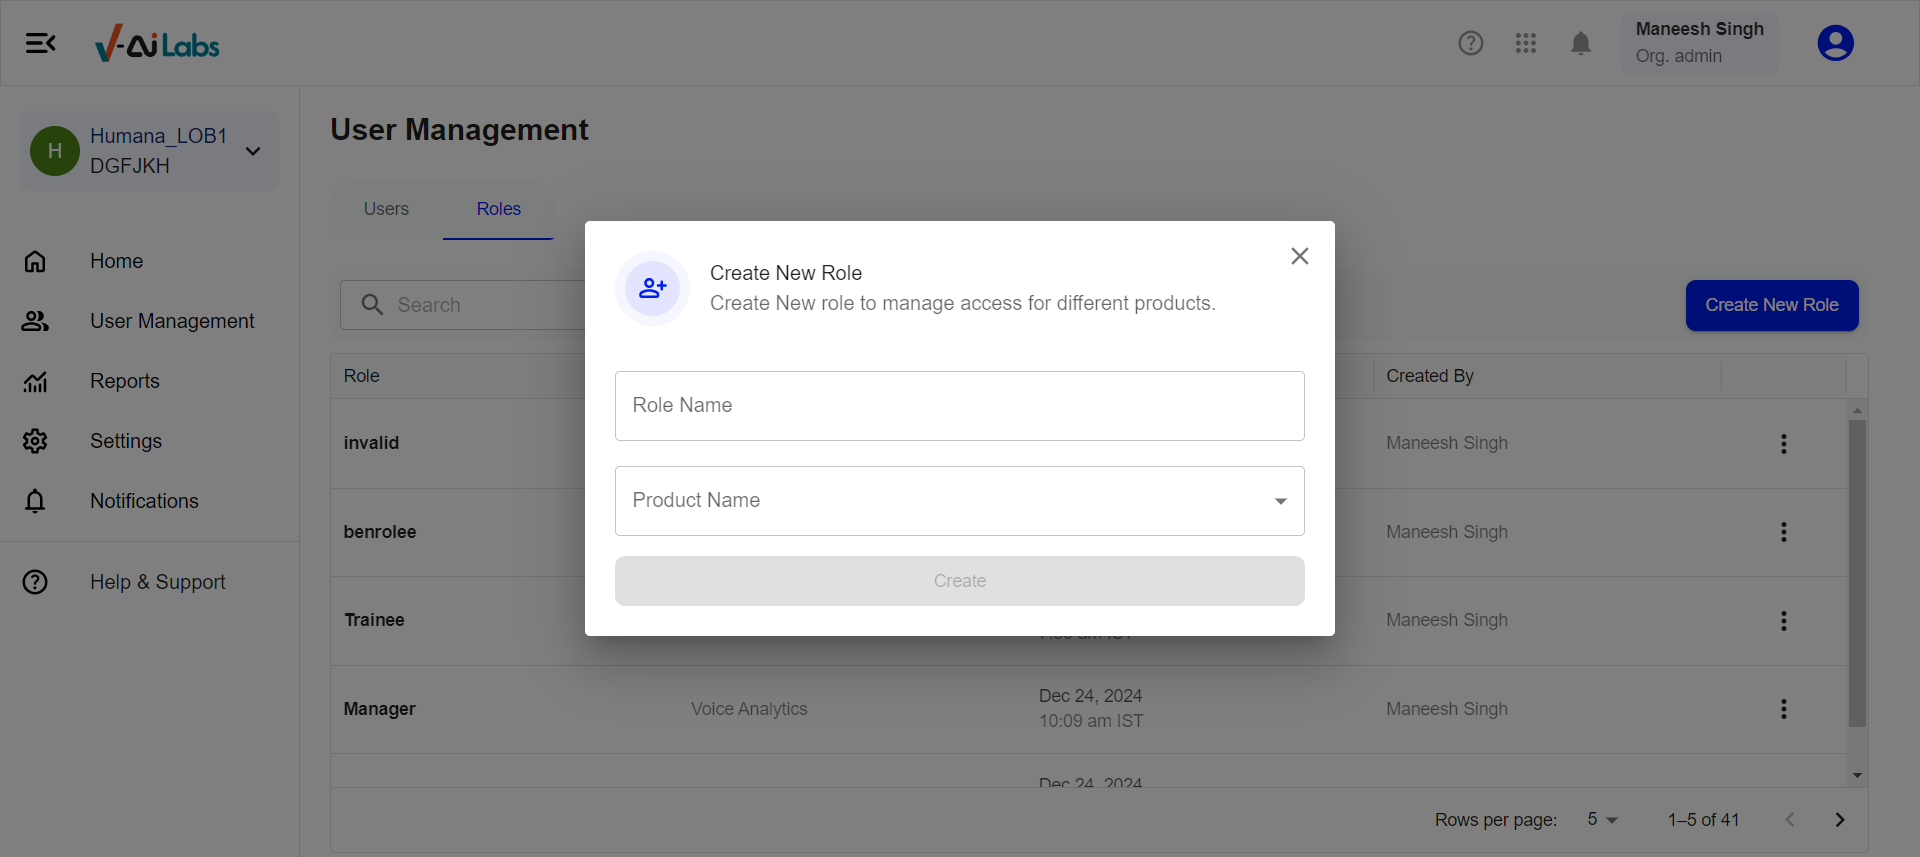 V-Ai Labs
Maneesh Singh
Org. admin
H
Humana_LOB1
DGFJKH
Home
User Management
Reports
Settings
Notifications
Help & Support
User Management
Users
Roles
Search
Create New Role
Role
Created By
invalid
Maneesh Singh
benrolee
Maneesh Singh
Trainee
Maneesh Singh
Manager
Voice Analytics
Dec 24, 2024
10:09 am IST
Maneesh Singh
Dec 24, 2024
Rows per page:
5
1–5 of 41
Create New Role
Create New role to manage access for different products.
Role Name
Product Name
Create